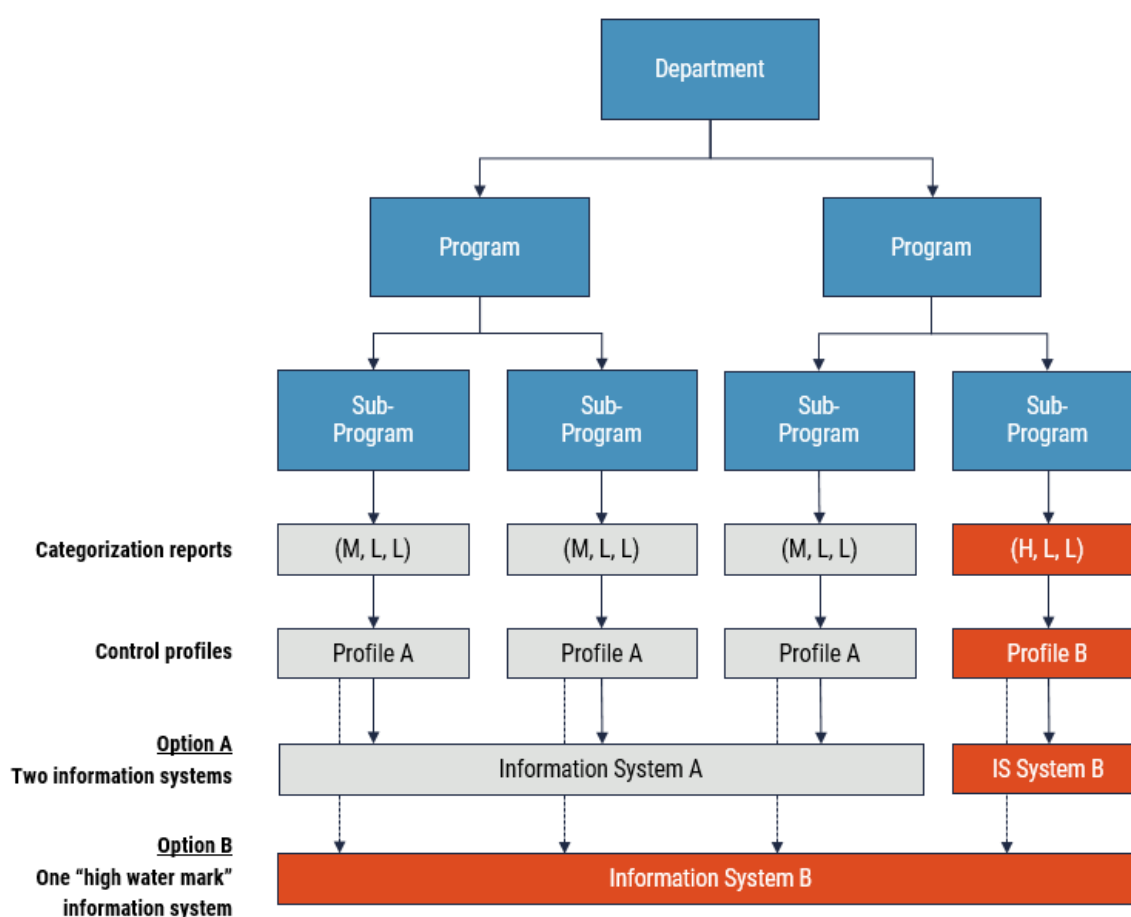 Department
Program
Program
Sub-
Program
Sub-
Program
Sub-
Program
Sub-
Program
Categorization reports
(M, L, L)
(M, L, L)
(M, L, L)
(H, L, L)
Control profiles
Profile A
Profile A
Profile A
Profile B
Option A
Two information systems
Information System A
IS System B
Option B
One “high water mark”
information system
Information System B